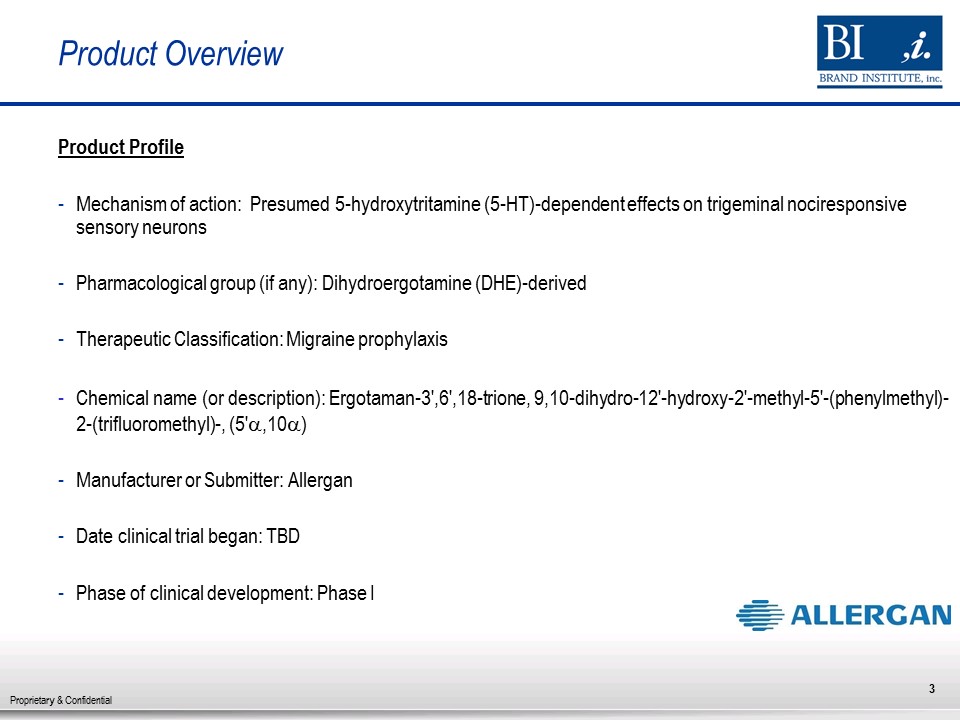 Product Overview
BI ,i.
BRAND INSTITUTE, inc.
Product Profile
- Mechanism of action: Presumed 5-hydroxytritamine (5-HT)-dependent effects on trigeminal nociresponsive
sensory neurons
- Pharmacological group (if any): Dihydroergotamine (DHE)-derived
- Therapeutic Classification: Migraine prophylaxis
- Chemical name (or description): Ergotaman-3',6',18-trione, 9,10-dihydro-12'-hydroxy-2'-methyl-5'-(phenylmethyl)-
2-(trifluoromethyl)-, (5'α,10α)
- Manufacturer or Submitter: Allergan
- Date clinical trial began: TBD
- Phase of clinical development: Phase I
ALLERGAN
3
Proprietary & Confidential